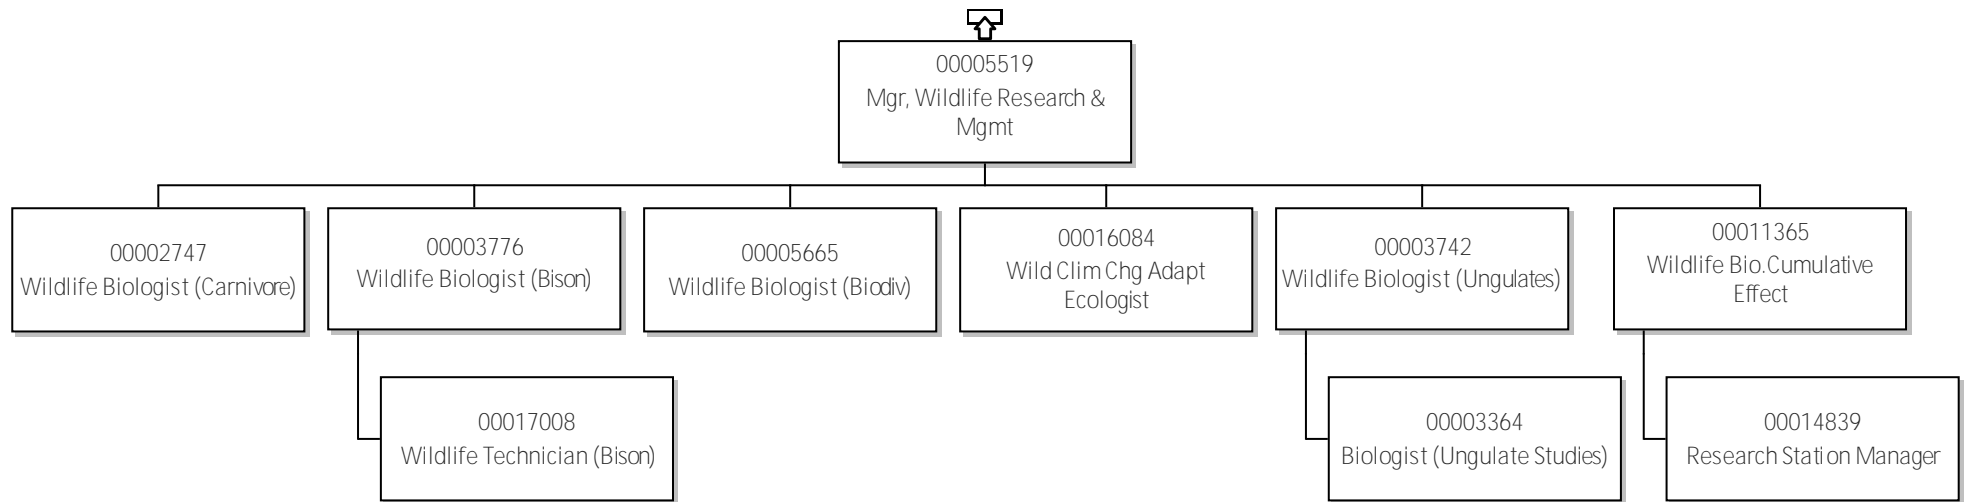 00005519
Mgr, Wildlife Research &
Mgmt
00002747
Wildlife Biologist (Carnivore)
00003776
Wildlife Biologist (Bison)
00005665
Wildlife Biologist (Biodiv)
00016084
Wild Clim Chg Adapt
Ecologist
00003742
Wildlife Biologist (Ungulates)
00011365
Wildlife Bio.Cumulative
Effect
00017008
Wildlife Technician (Bison)
00003364
Biologist (Ungulate Studies)
00014839
Research Station Manager